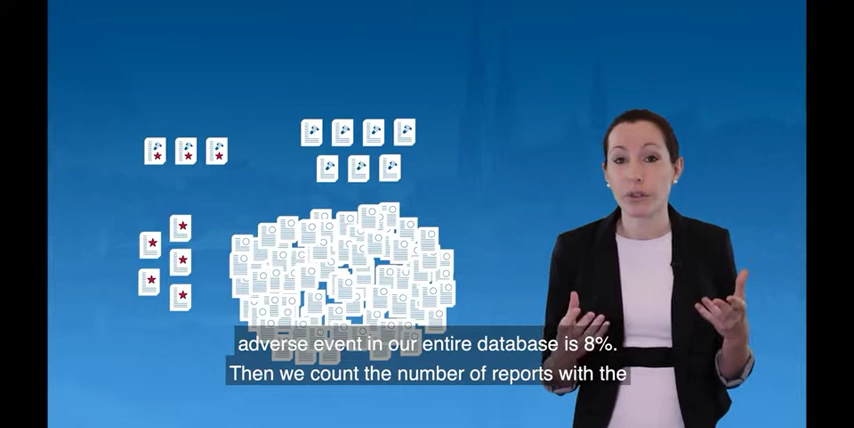 adverse event in our entire database is 8%.
Then we count the number of reports with the